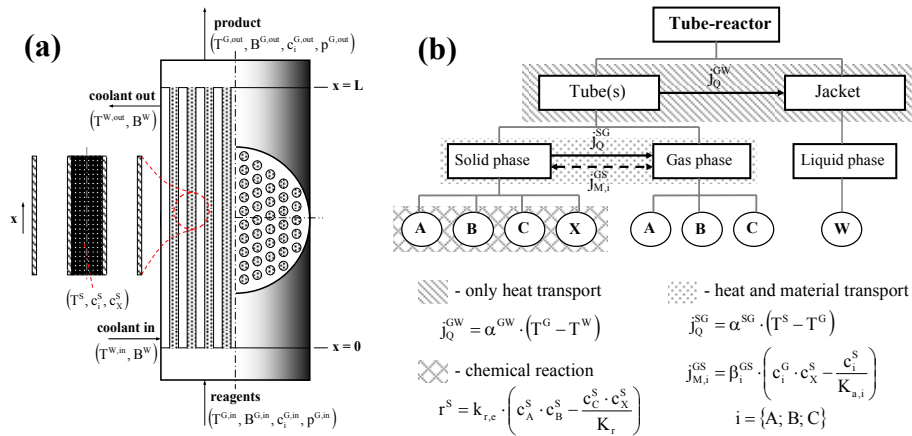 (a)
product
(T^{G,out}, B^{G,out}, c_i^{G,out}, p^{G,out})
x = L
coolant out
(T^{W,out}, B^W)
x
(T^S, c_i^S, c_X^S)
coolant in
(T^{W,in}, B^W)
x = 0
reagents
(T^{G,in}, B^{G,in}, c_i^{G,in}, p^{G,in})
(b)
Tube-reactor
Tube(s)
j_Q^{GW}
Jacket
Solid phase
j_Q^{SG}
j_{M,i}^{GS}
Gas phase
Liquid phase
A B C X A B C W
- only heat transport
j_Q^{GW} = α^{GW} · (T^G − T^W)
- chemical reaction
r^S = k_{r,e} · (c_A^S · c_B^S − \frac{c_C^S · c_X^S}{K_r})
- heat and material transport
j_Q^{SG} = α^{SG} · (T^S − T^G)
j_{M,i}^{GS} = β_i^{GS} · (c_i^G · c_X^S − \frac{c_i^S}{K_{a,i}})
i = {A; B; C}